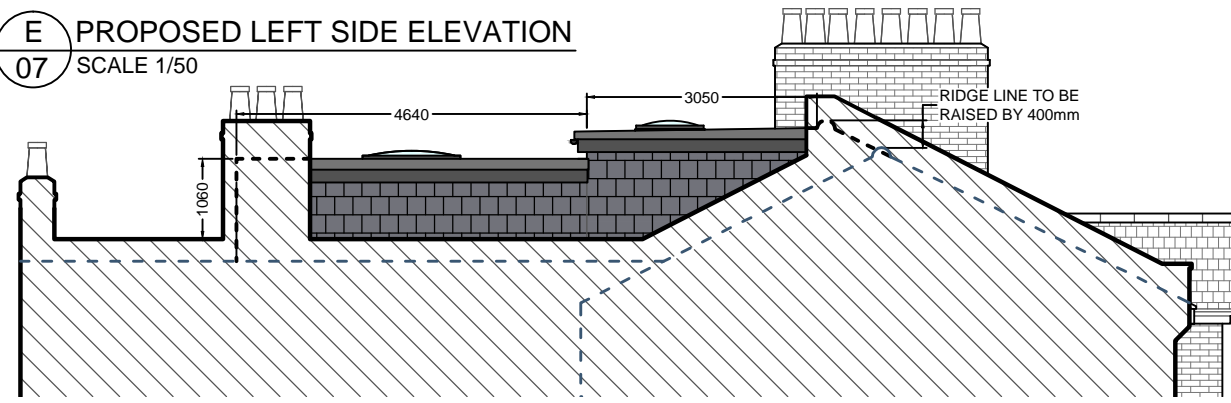 E
07
PROPOSED LEFT SIDE ELEVATION
SCALE 1/50
4640
3050
RIDGE LINE TO BE
RAISED BY 400mm
1060